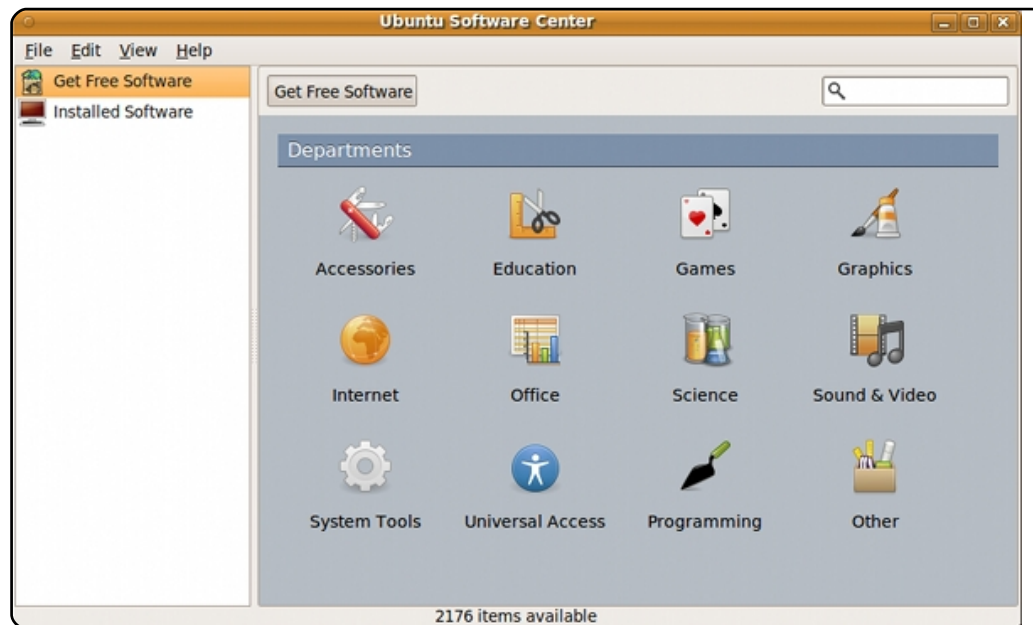 Ubuntu Software Center
File Edit View Help
Get Free Software
Installed Software
Get Free Software
Departments
Accessories Education Games Graphics
Internet Office Science Sound & Video
System Tools Universal Access Programming Other
2176 items available